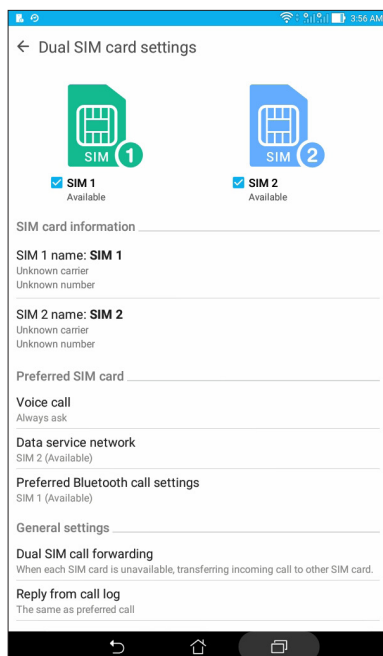 3:56 AM
Dual SIM card settings
SIM 1
SIM 2
SIM 1
Available
SIM 2
Available
SIM card information
SIM 1 name: SIM 1
Unknown carrier
Unknown number
SIM 2 name: SIM 2
Unknown carrier
Unknown number
Preferred SIM card
Voice call
Always ask
Data service network
SIM 2 (Available)
Preferred Bluetooth call settings
SIM 1 (Available)
General settings
Dual SIM call forwarding
When each SIM card is unavailable, transferring incoming call to other SIM card.
Reply from call log
The same as preferred call